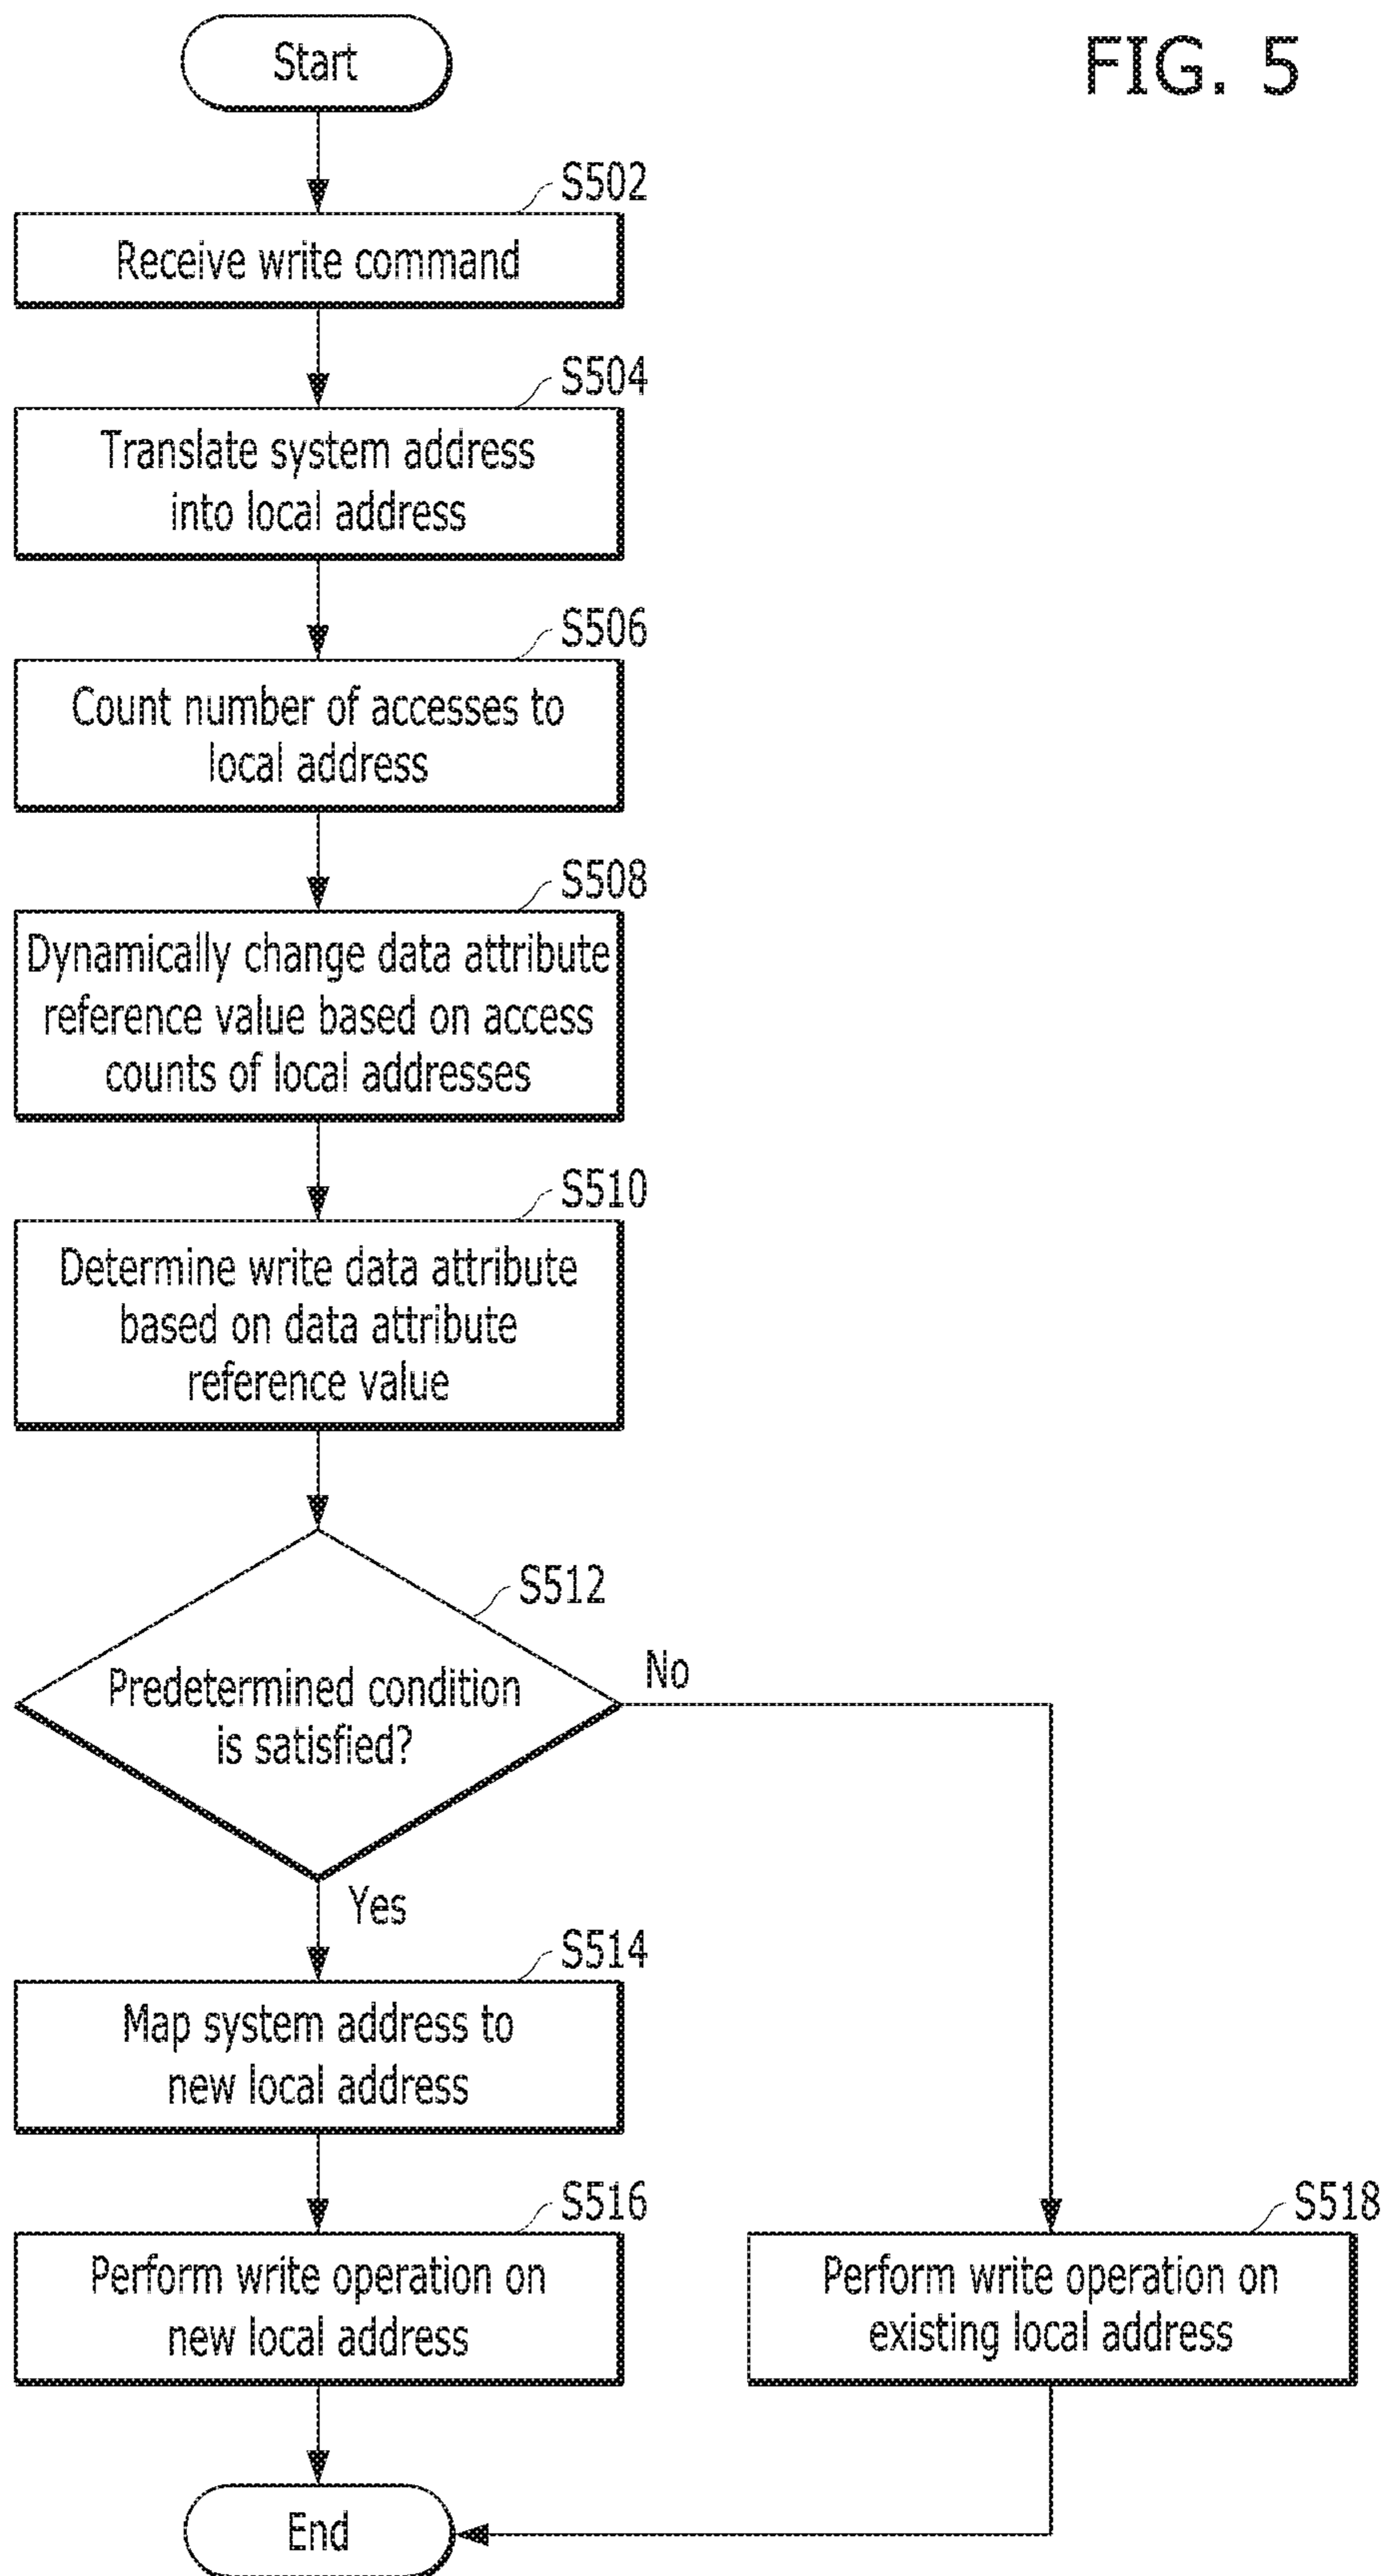 FIG. 5
Start
S502
Receive write command
S504
Translate system address
into local address
S506
Count number of accesses to
local address
S508
Dynamically change data attribute
reference value based on access
counts of local addresses
S510
Determine write data attribute
based on data attribute
reference value
S512
Predetermined condition
is satisfied?
No
Yes
S514
Map system address to
new local address
S516
Perform write operation on
new local address
S518
Perform write operation on
existing local address
End